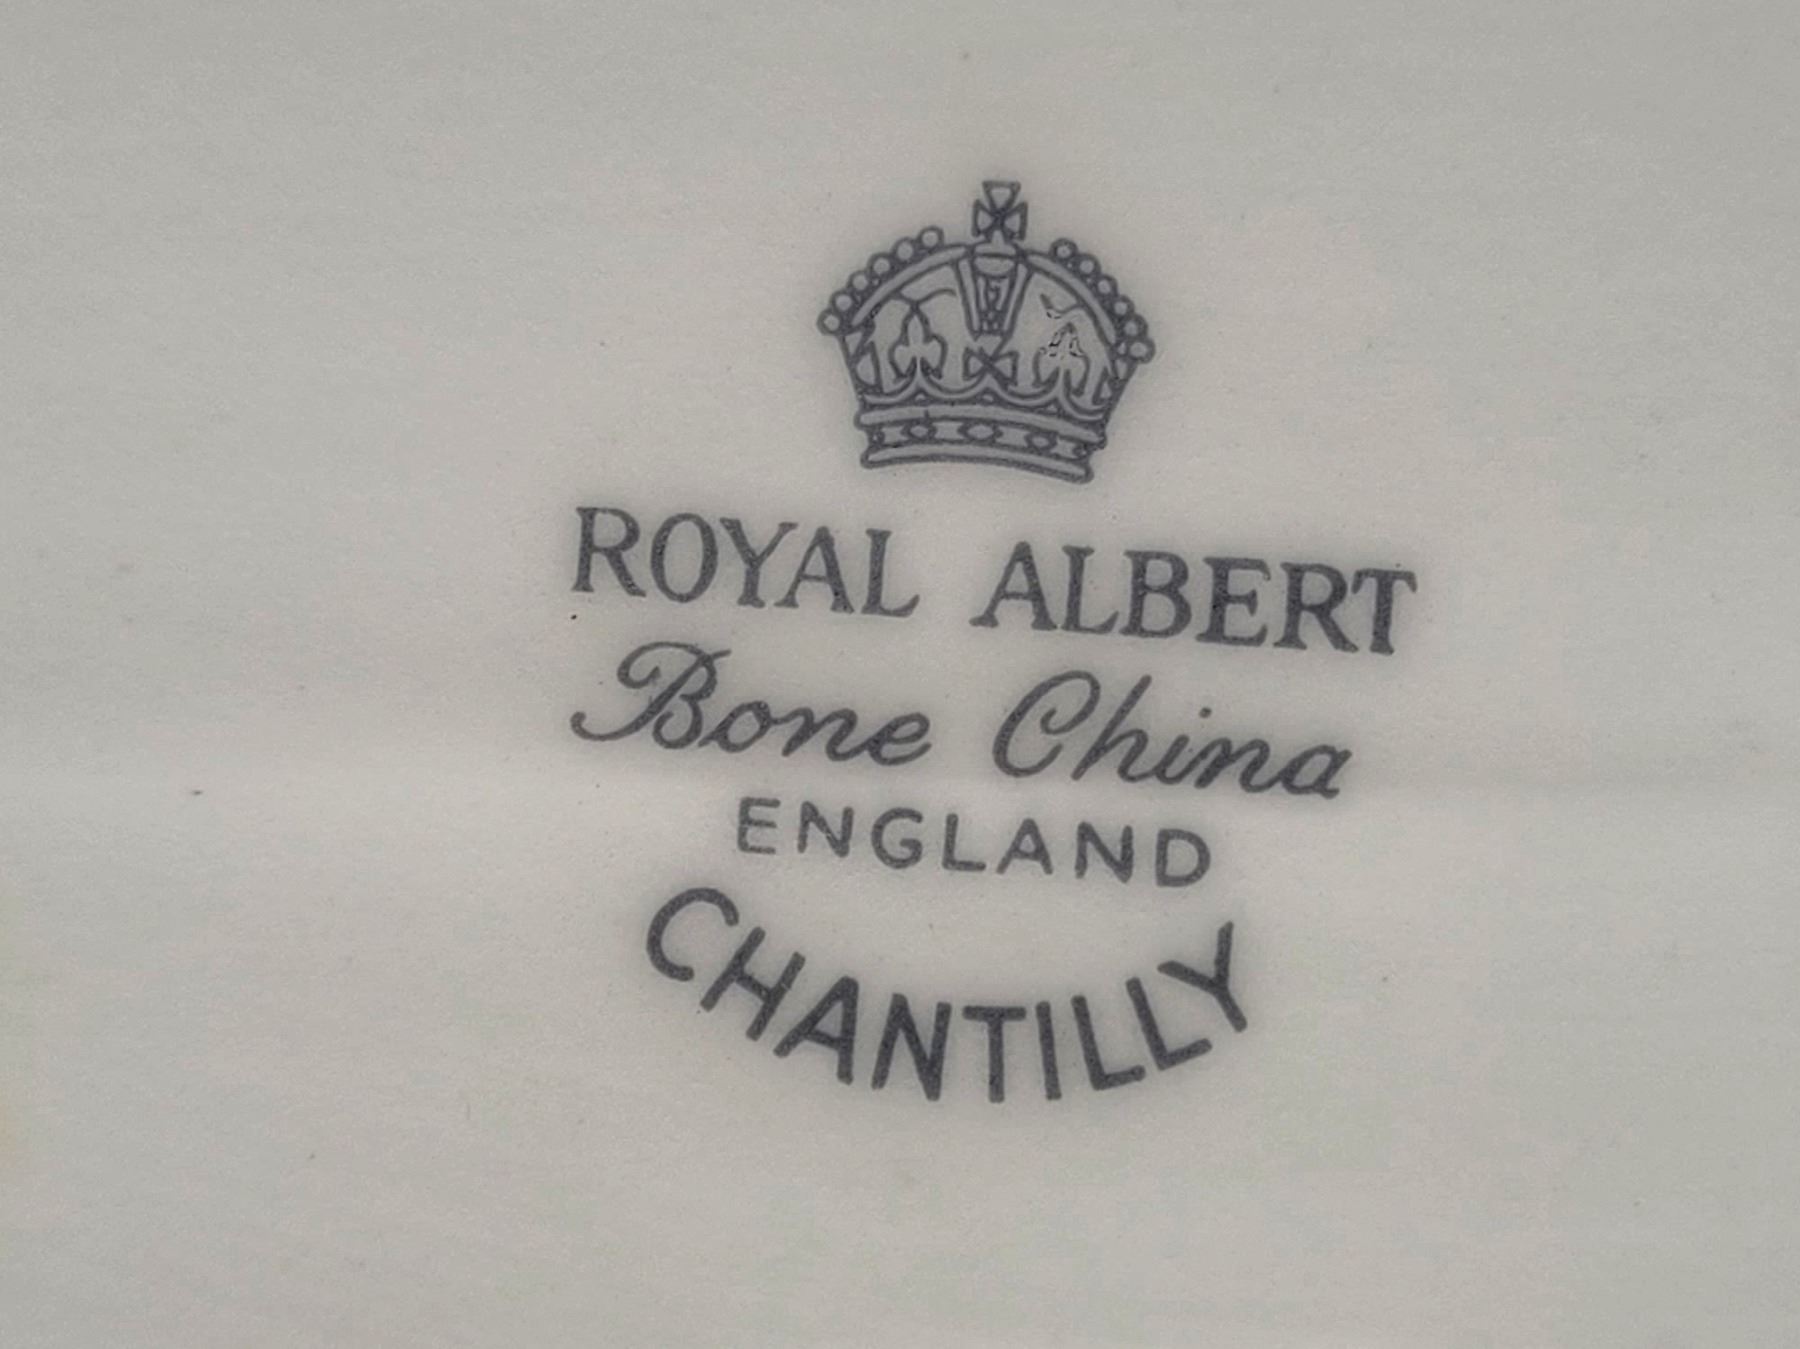 ROYAL ALBERT
Bone China
ENGLAND
CHANTILLY